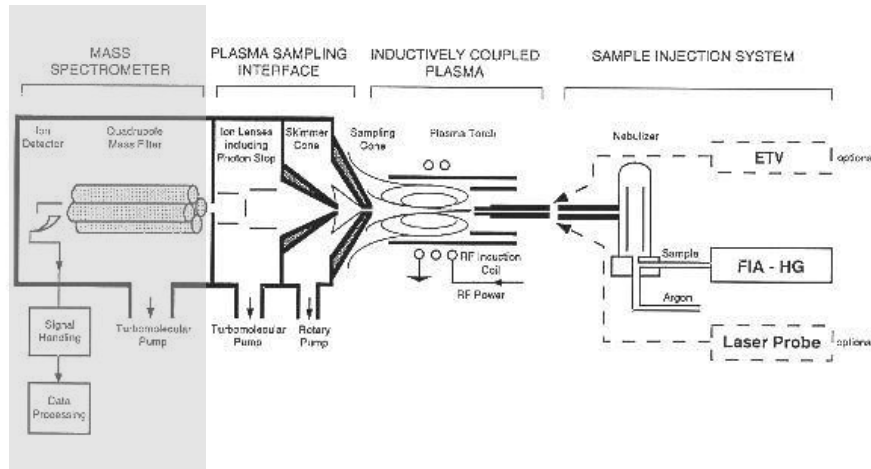 MASS
SPECTROMETER
PLASMA SAMPLING
INTERFACE
INDUCTIVELY COUPLED
PLASMA
SAMPLE INJECTION SYSTEM
Ion
Detector
Quadrupole
Mass Filter
Ion Lenses
including
Photon Stop
Skimmer
Cone
Sampling
Cone
Plasma Torch
Nebulizer
ETV
optional
RF Induction
Coil
RF Power
Sample
FIA - HG
Argon
Signal
Handling
Turbomolecular
Pump
Turbomolecular
Pump
Rotary
Pump
Laser Probe
optional
Data
Processing